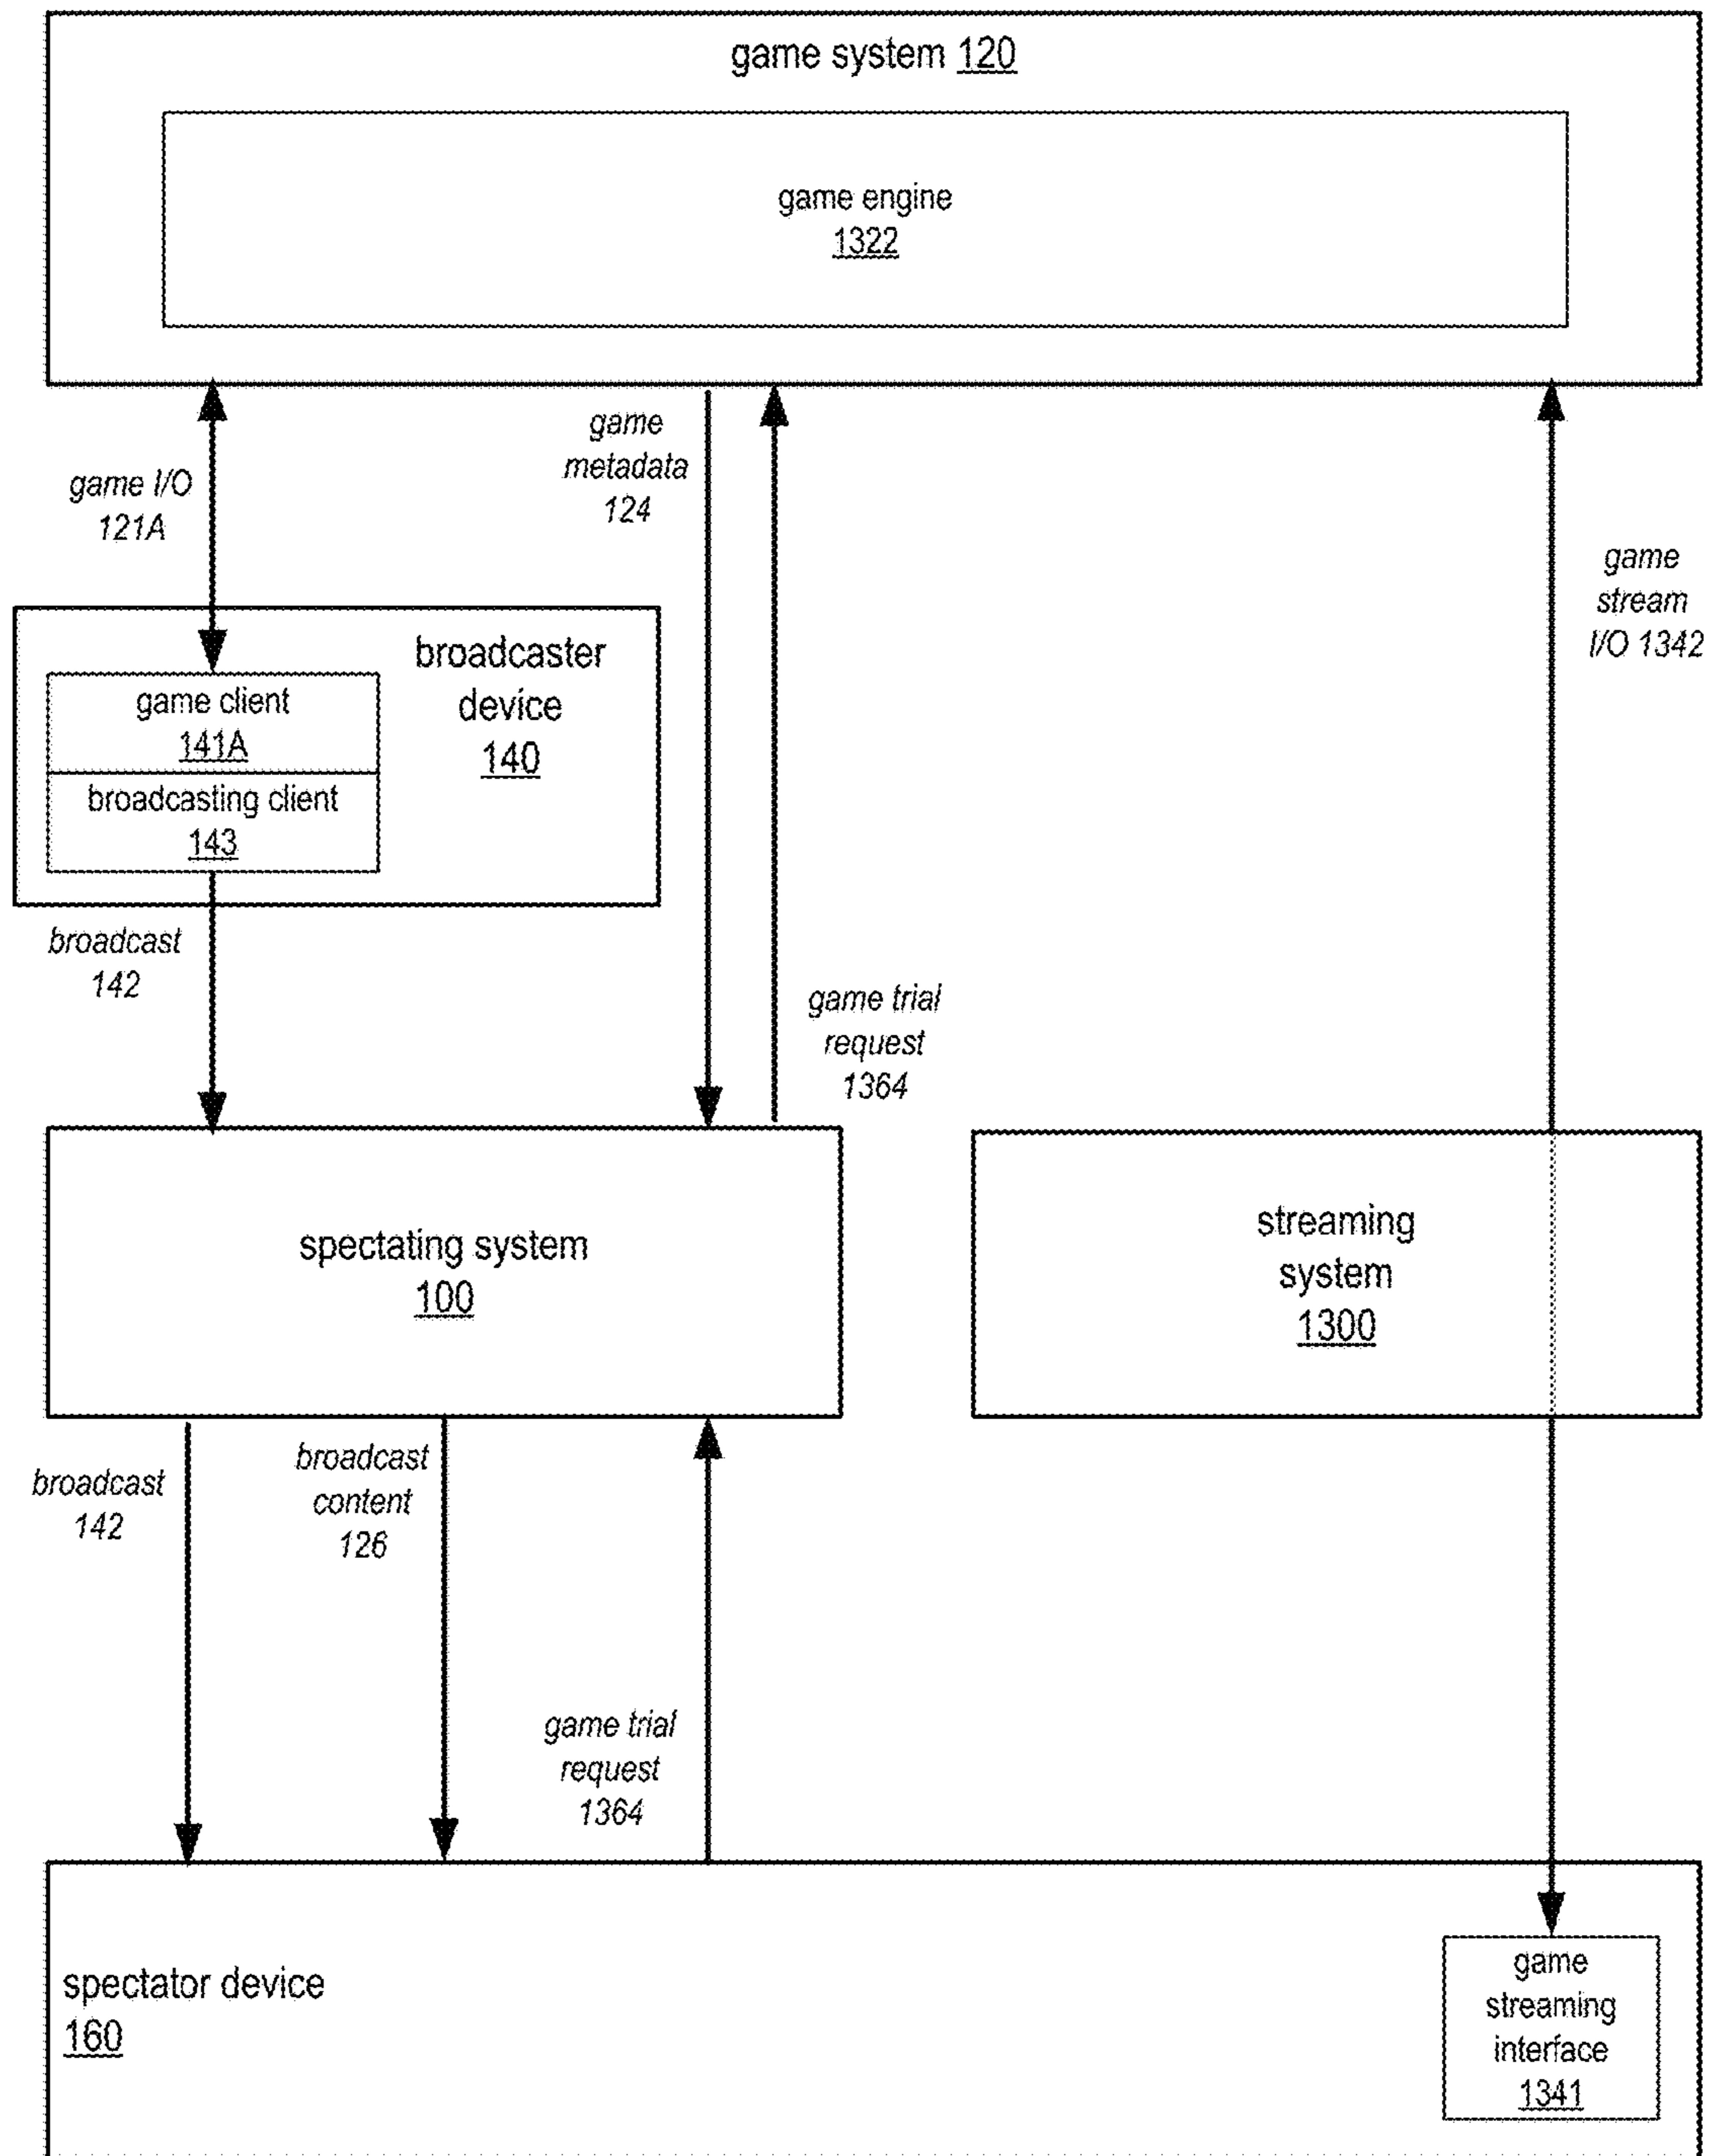 game system 120
game engine
1322
game I/O
121A
game
metadata
124
game
stream
I/O 1342
broadcaster
device
140
game client
141A
broadcasting client
143
broadcast
142
game trial
request
1364
spectating system
100
streaming
system
1300
broadcast
142
broadcast
content
126
game trial
request
1364
spectator device
160
game
streaming
interface
1341